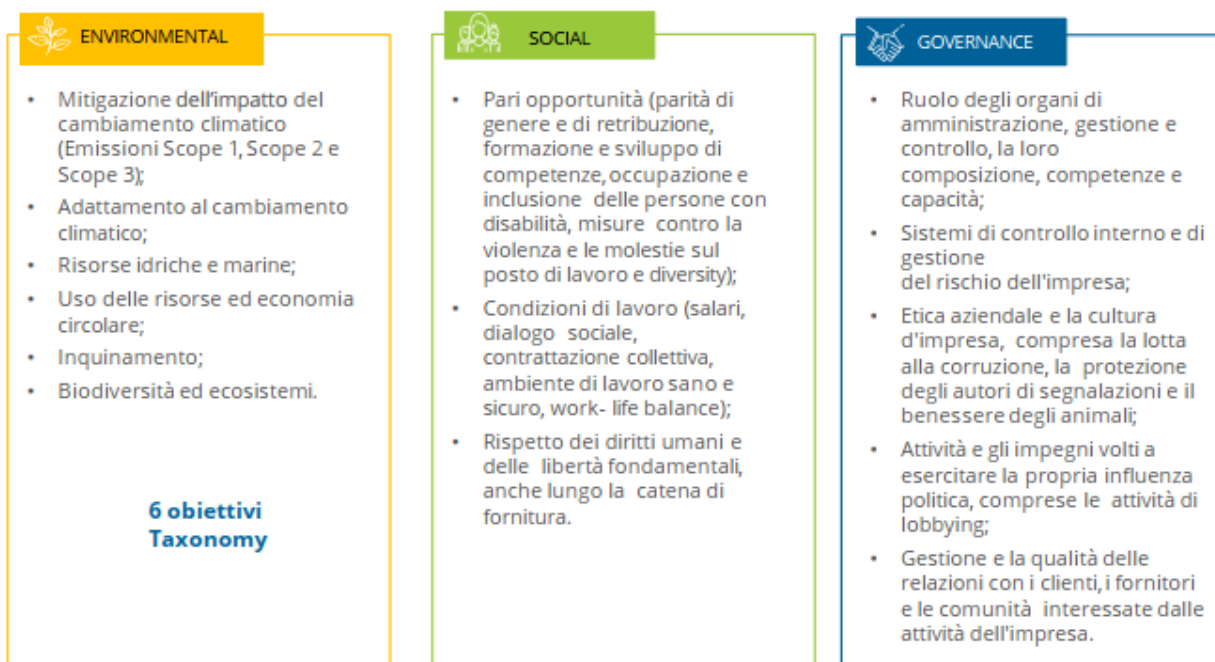 ENVIRONMENTAL
• Mitigazione dell'impatto del
cambiamento climatico
(Emissioni Scope 1, Scope 2 e
Scope 3);
• Adattamento al cambiamento
climatico;
• Risorse idriche e marine;
• Uso delle risorse ed economia
circolare;
• Inquinamento;
• Biodiversità ed ecosistemi.
6 obiettivi
Taxonomy
SOCIAL
• Pari opportunità (parità di
genere e di retribuzione,
formazione e sviluppo di
competenze, occupazione e
inclusione delle persone con
disabilità, misure contro la
violenza e le molestie sul
posto di lavoro e diversity);
• Condizioni di lavoro (salari,
dialogo sociale,
contrattazione collettiva,
ambiente di lavoro sano e
sicuro, work- life balance);
• Rispetto dei diritti umani e
delle libertà fondamentali,
anche lungo la catena di
fornitura.
GOVERNANCE
• Ruolo degli organi di
amministrazione, gestione e
controllo, la loro
composizione, competenze e
capacità;
• Sistemi di controllo interno e di
gestione
del rischio dell'impresa;
• Etica aziendale e la cultura
d'impresa, compresa la lotta
alla corruzione, la protezione
degli autori di segnalazioni e il
benessere degli animali;
• Attività e gli impegni volti a
esercitare la propria influenza
politica, comprese le attività di
lobbying;
• Gestione e la qualità delle
relazioni con i clienti, i fornitori
e le comunità interessate dalle
attività dell'impresa.